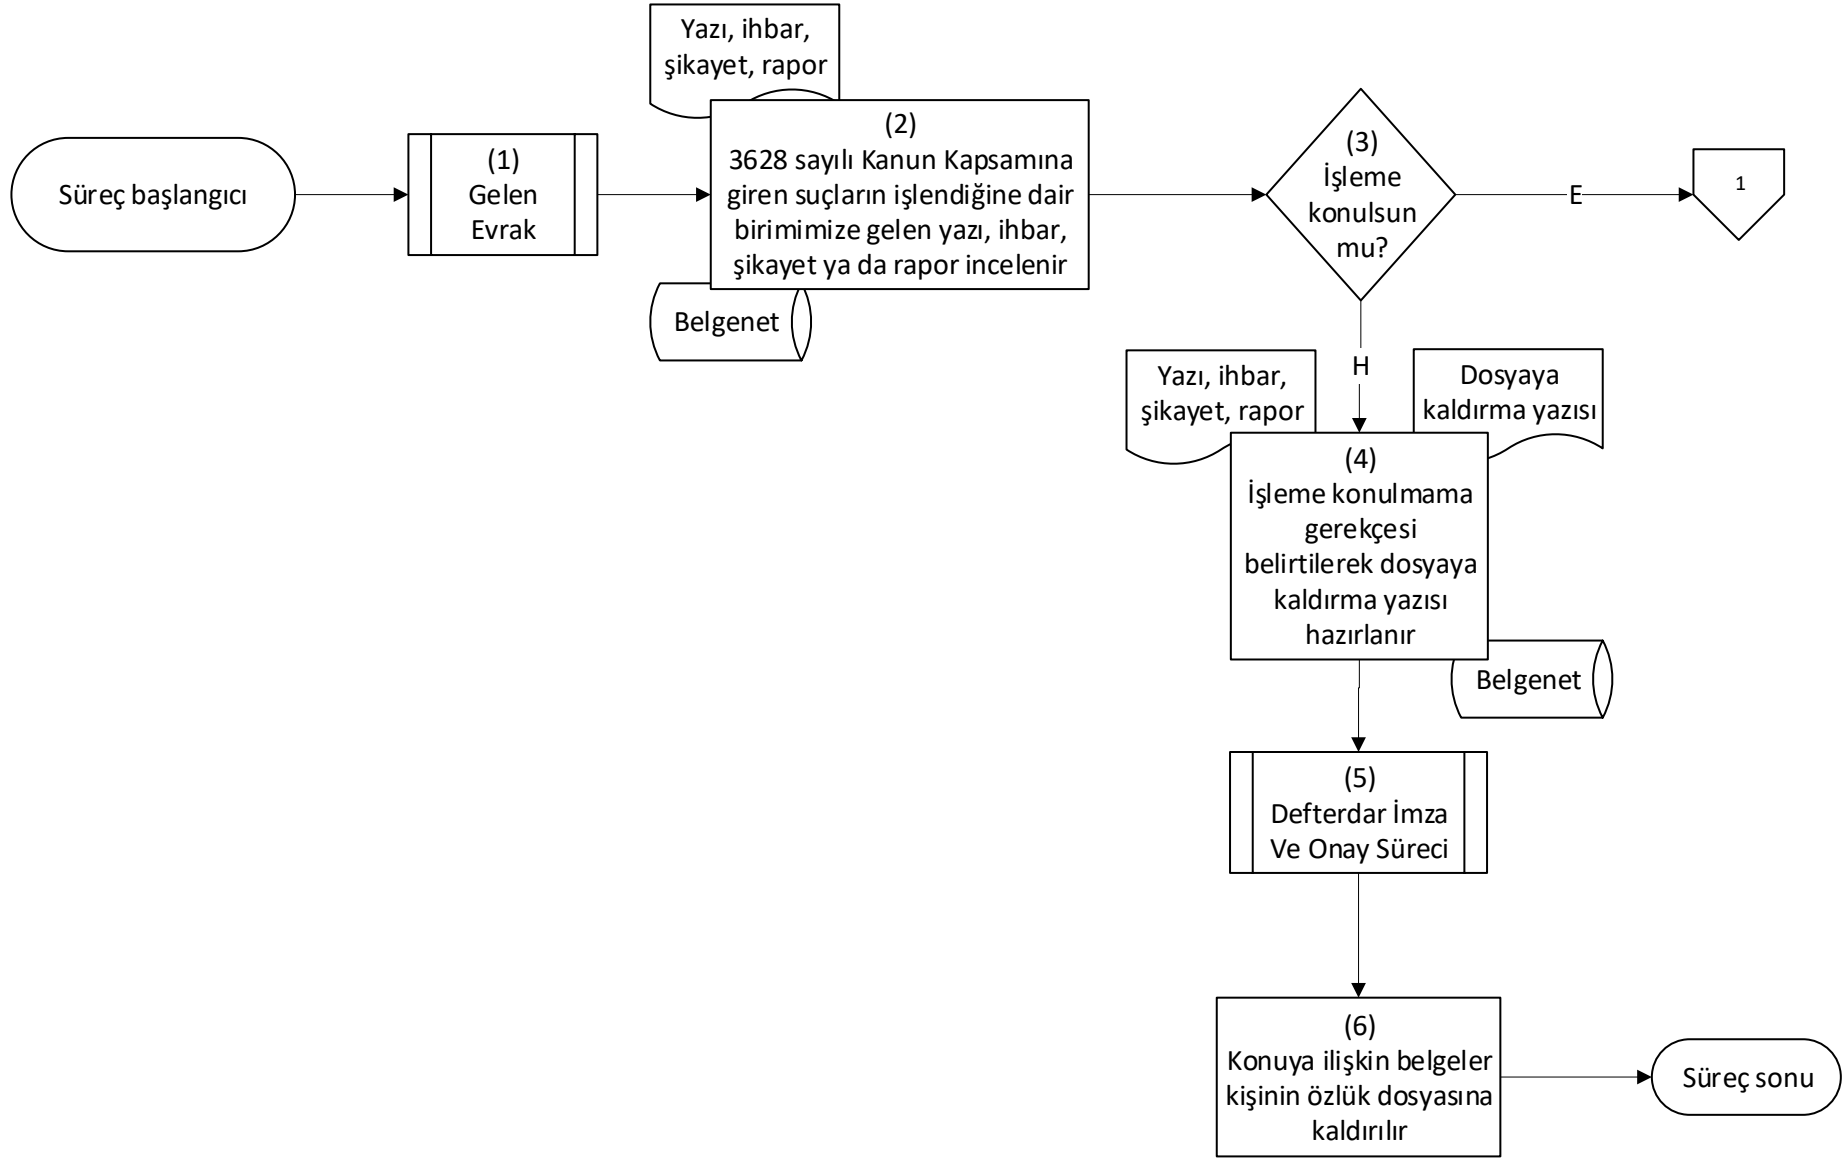 Yazı, ihbar,
şikayet, rapor
Süreç başlangıcı
(1)
Gelen
Evrak
(2)
3628 sayılı Kanun Kapsamına
giren suçların işlendiğine dair
birimimize gelen yazı, ihbar,
şikayet ya da rapor incelenir
Belgenet
(3)
İşleme
konulsun
mu?
E
1
H
Yazı, ihbar,
şikayet, rapor
Dosyaya
kaldırma yazısı
(4)
İşleme konulmama
gerekçesi
belirtilerek dosyaya
kaldırma yazısı
hazırlanır
Belgenet
(5)
Defterdar İmza
Ve Onay Süreci
(6)
Konuya ilişkin belgeler
kişinin özlük dosyasına
kaldırılır
Süreç sonu